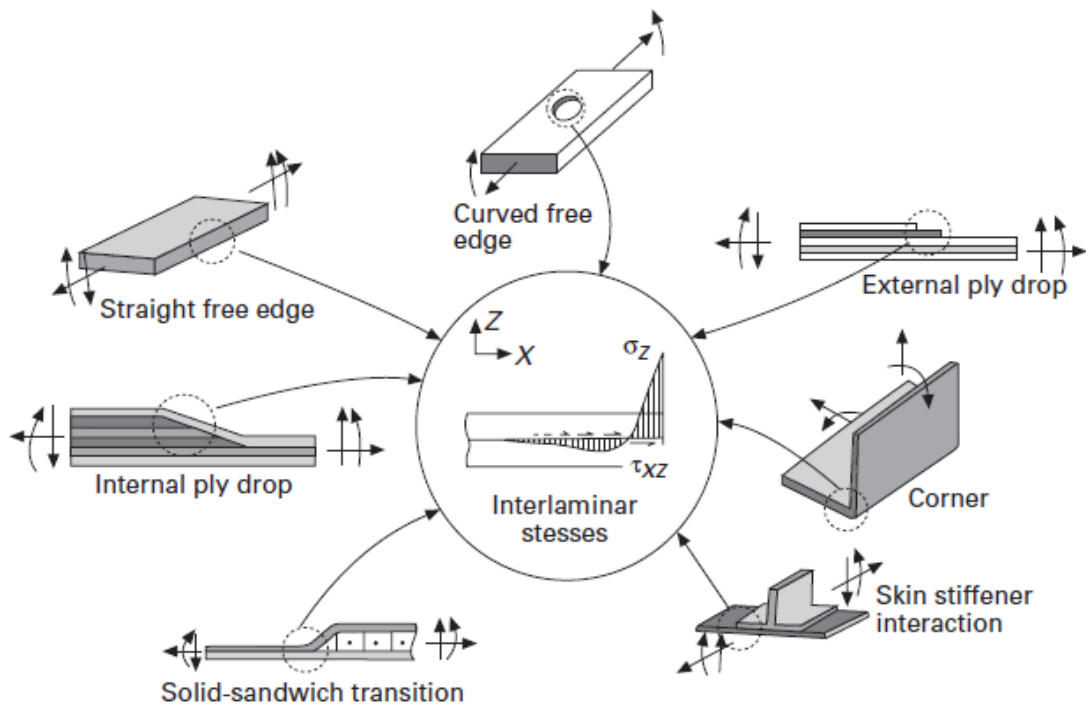 Curved free
edge
Straight free edge
External ply drop
Z
X
σz
τxz
Interlaminar
stesses
Internal ply drop
Corner
Skin stiffener
interaction
Solid-sandwich transition